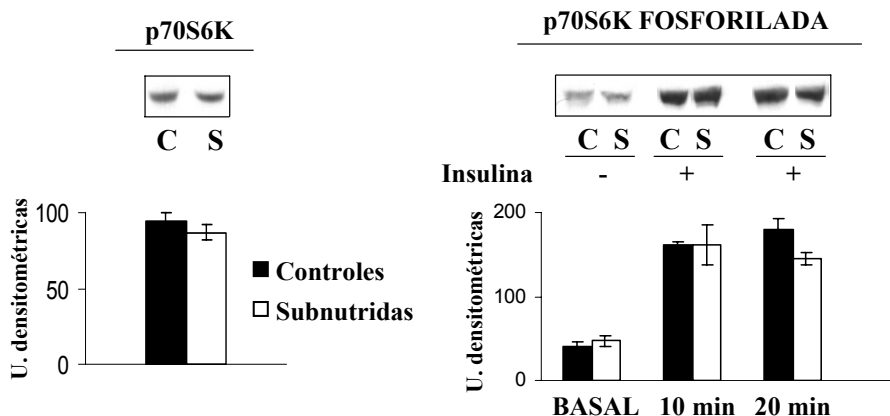 p70S6K
C S
U. densitométricas
100
50
0
Controles
Subnutridas
p70S6K FOSFORILADA
C S C S C S
Insulina - + +
U. densitométricas
200
100
0
BASAL 10 min 20 min